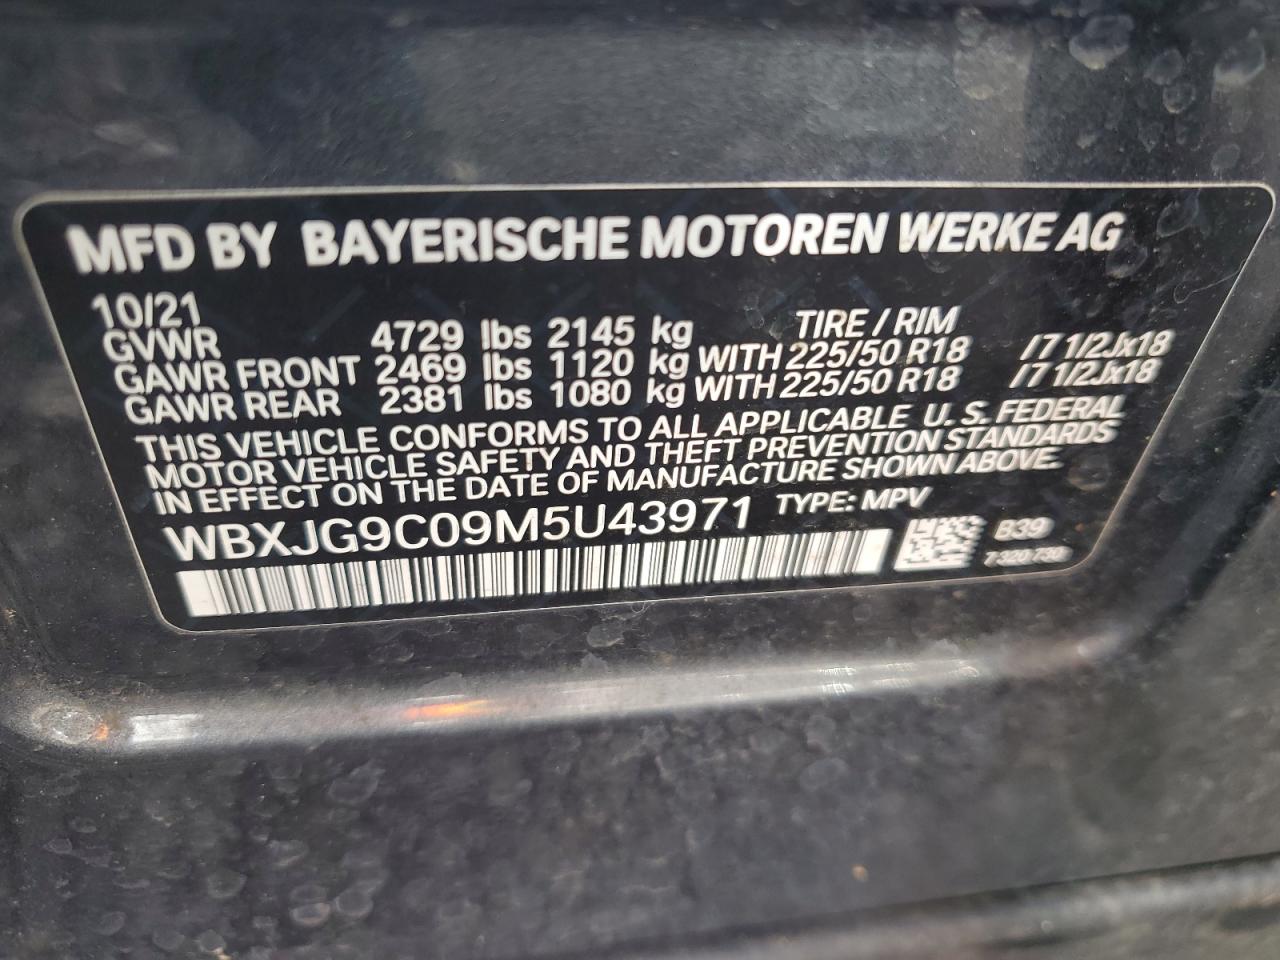 MFD BY BAYERISCHE MOTOREN WERKE AG
10/21 TIRE / RIM
GVWR 4729 lbs 2145 kg
GAWR FRONT 2469 lbs 1120 kg WITH 225/50 R18 / 7 1/2Jx18
GAWR REAR 2381 lbs 1080 kg WITH 225/50 R18 / 7 1/2Jx18
THIS VEHICLE CONFORMS TO ALL APPLICABLE U. S. FEDERAL
MOTOR VEHICLE SAFETY AND THEFT PREVENTION STANDARDS
IN EFFECT ON THE DATE OF MANUFACTURE SHOWN ABOVE.
WBXJG9C09M5U43971 TYPE: MPV
B39
7 320 730